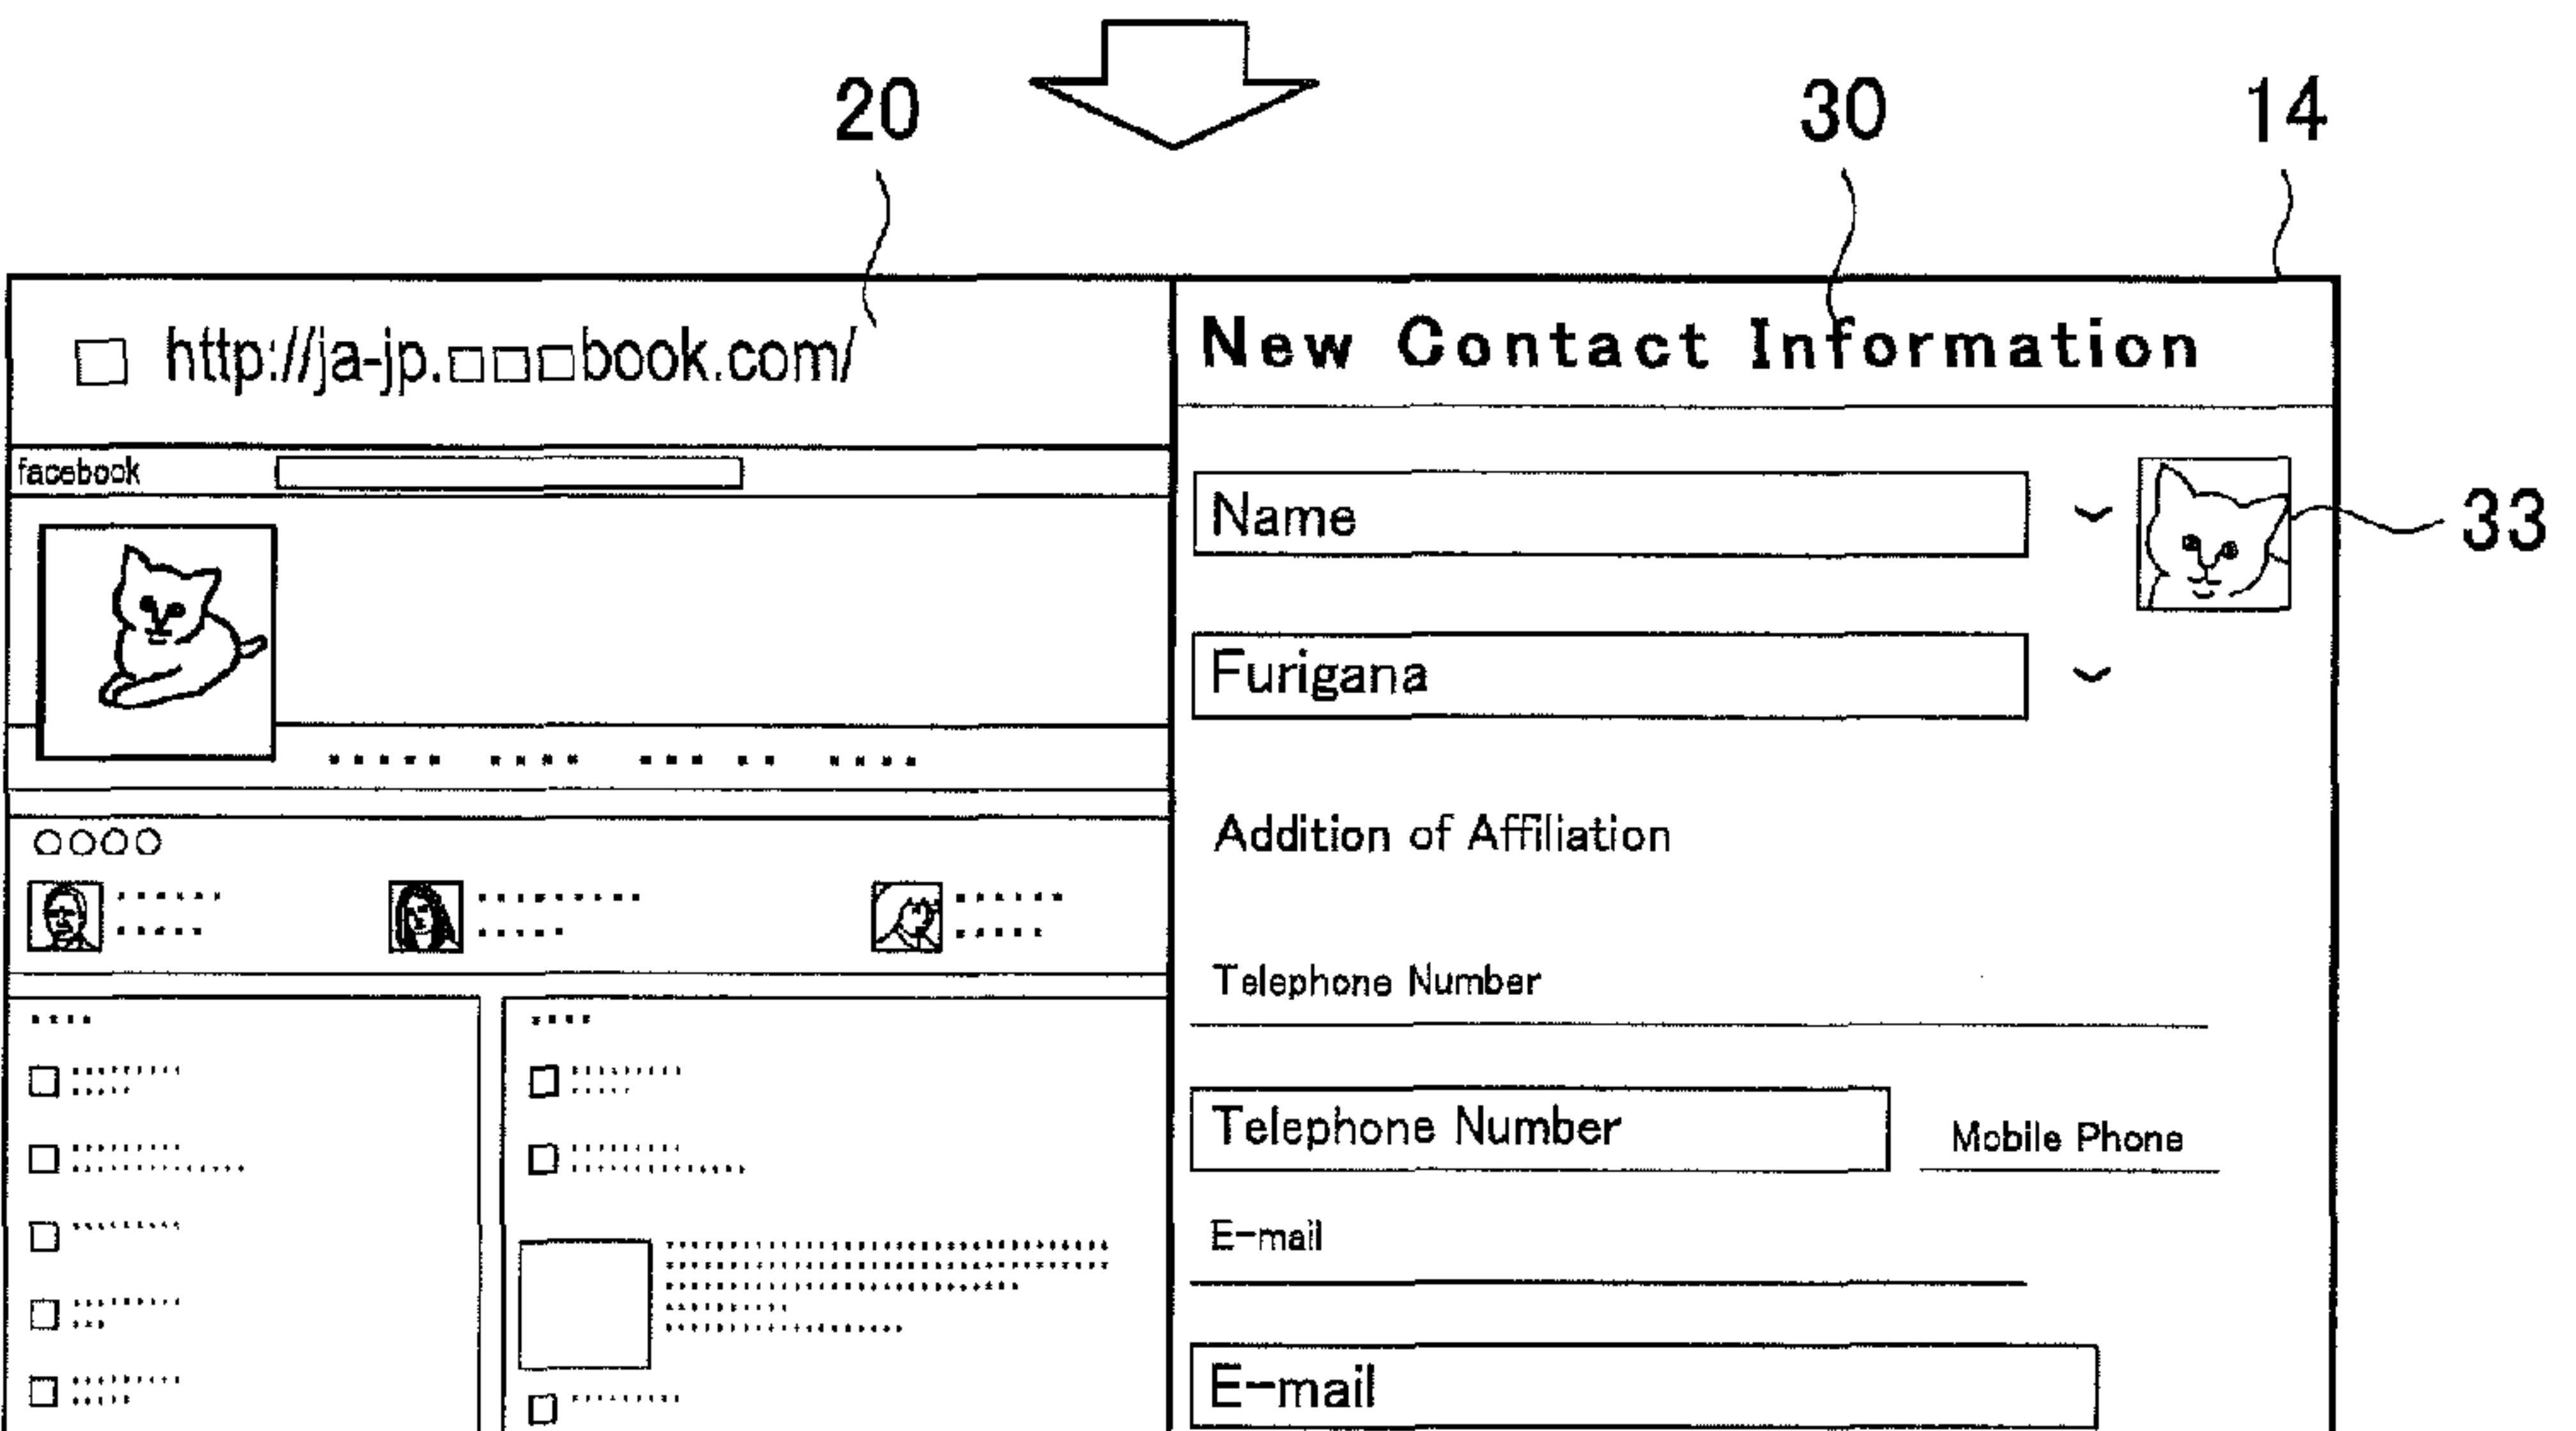 20
30
14
http://ja-jp.□□□book.com/
facebook
○○○○
New Contact Information
Name
33
Furigana
Addition of Affiliation
Telephone Number
Telephone Number
Mobile Phone
E-mail
E-mail